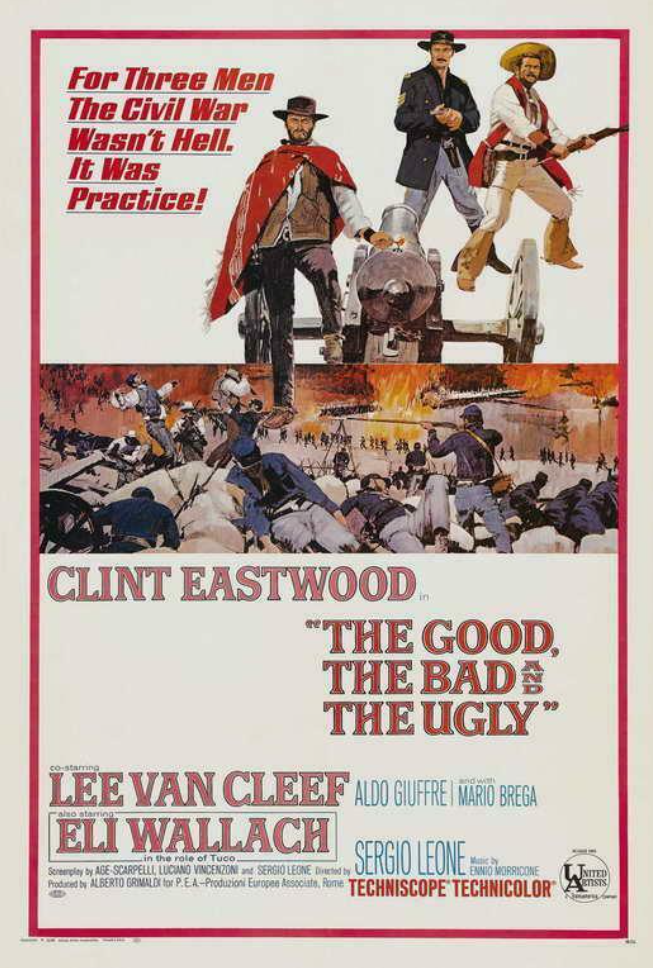 For Three Men
The Civil War
Wasn't Hell.
It Was
Practice!
CLINT EASTWOOD in
"THE GOOD,
THE BAD AND
THE UGLY"
co-starring
LEE VAN CLEEF ALDO GIUFFRE and with MARIO BREGA
also starring
ELI WALLACH
in the role of Tuco
Screenplay by AGE-SCARPELLI, LUCIANO VINCENZONI and SERGIO LEONE Directed by SERGIO LEONE Music by ENNIO MORRICONE
Produced by ALBERTO GRIMALDI for P.E.A.–Produzioni Europee Associate, Rome TECHNISCOPE® TECHNICOLOR®
UNITED
ARTISTS